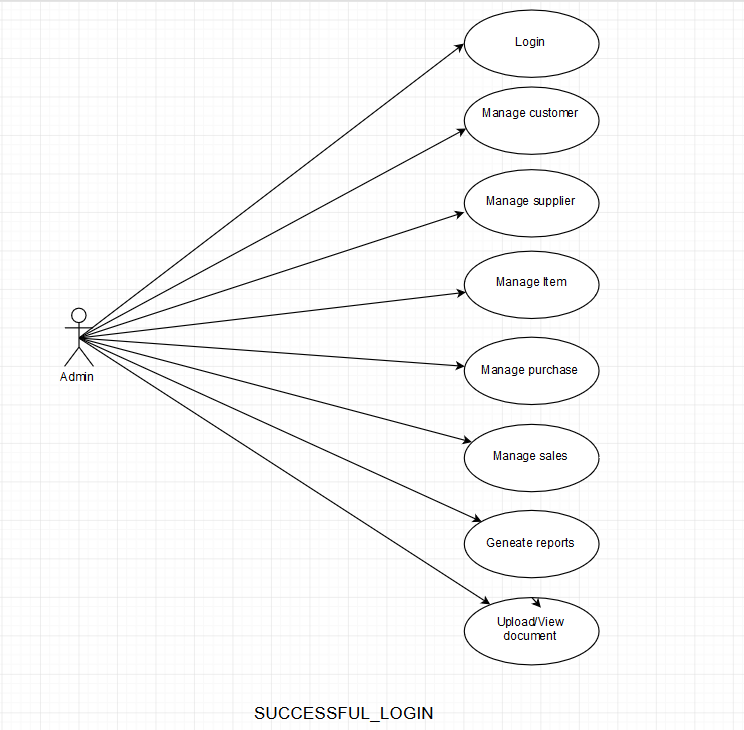 Login
Manage customer
Manage supplier
Manage Item
Admin
Manage purchase
Manage sales
Geneate reports
Upload/View
document
SUCCESSFUL_LOGIN